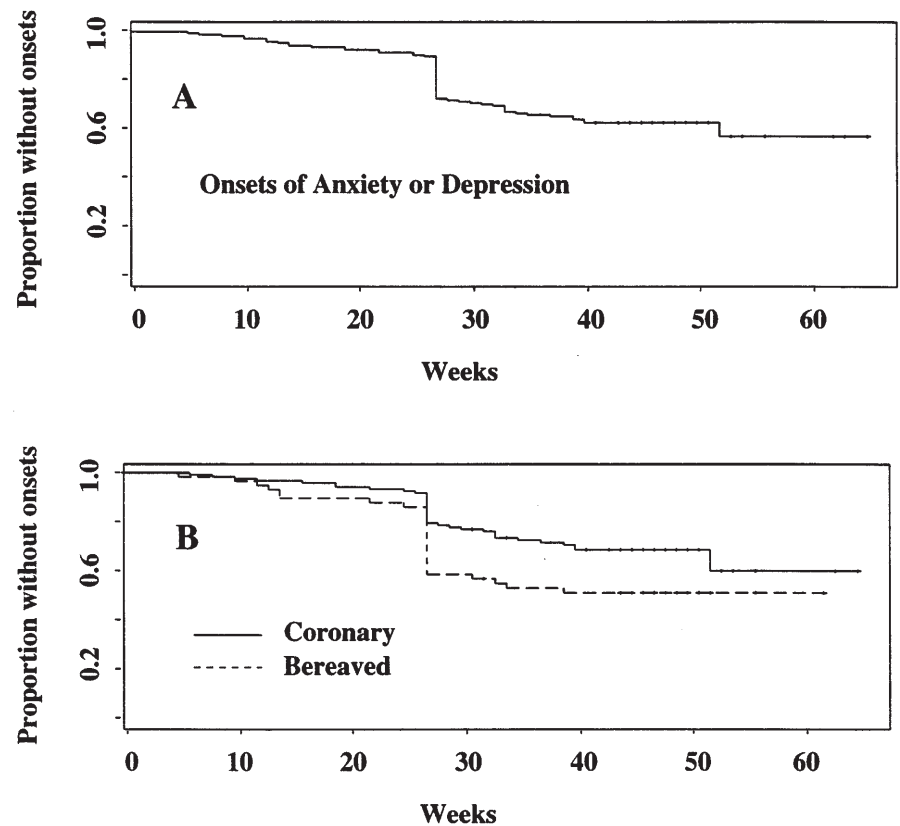 Proportion without onsets
1.0
0.6
0.2
A
Onsets of Anxiety or Depression
0 10 20 30 40 50 60
Weeks
Proportion without onsets
1.0
0.6
0.2
B
Coronary
Bereaved
0 10 20 30 40 50 60
Weeks